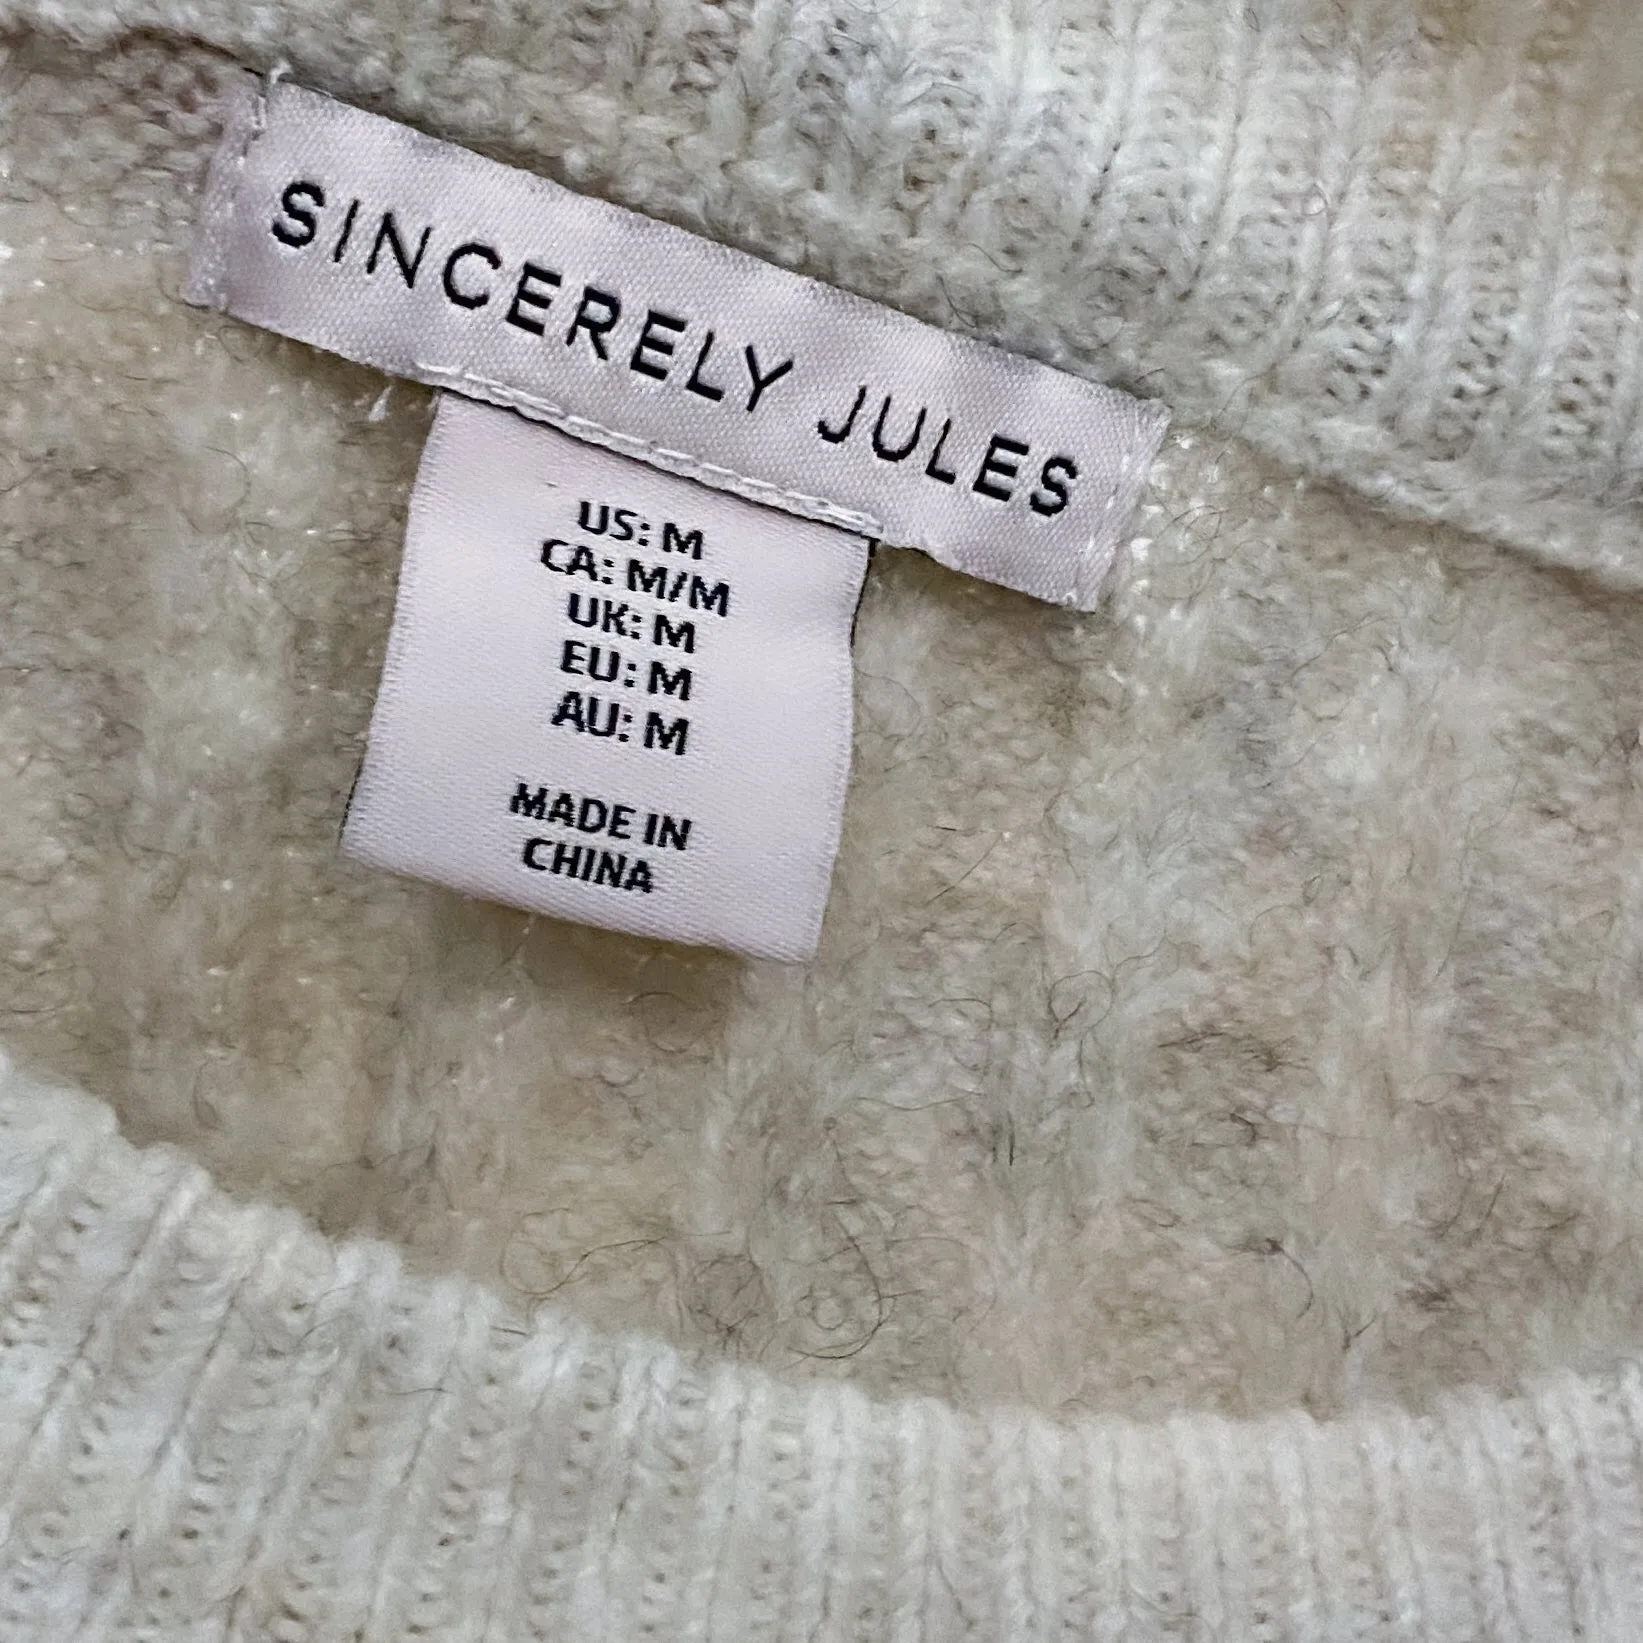 SINCERELY JULES
US: M
CA: M/M
UK: M
EU: M
AU: M
MADE IN
CHINA